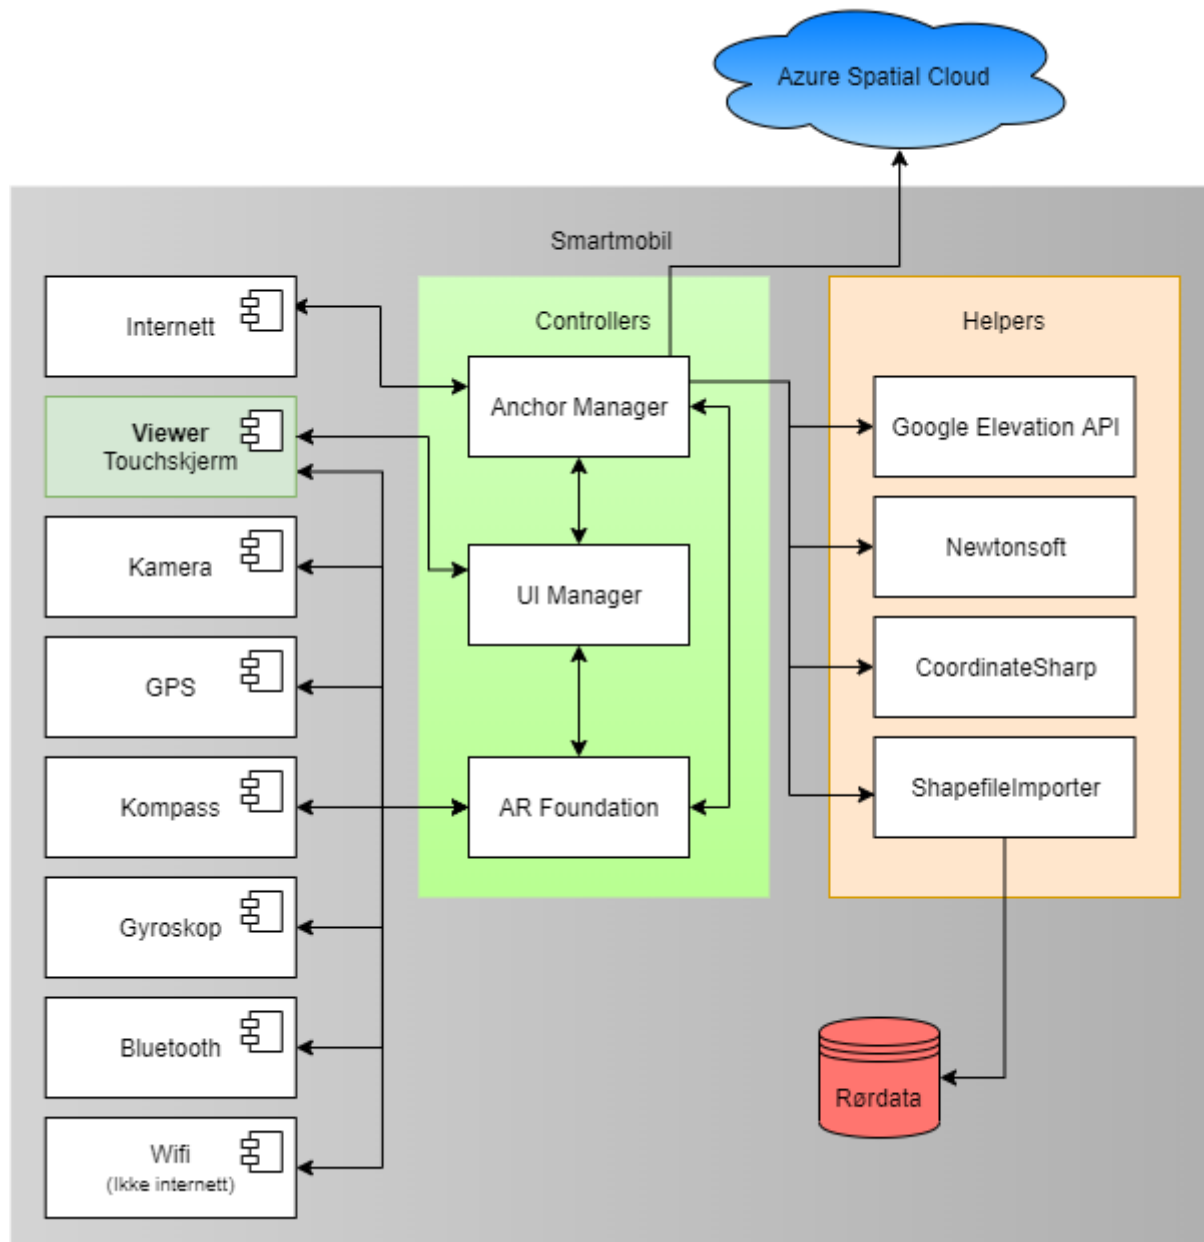 Azure Spatial Cloud
Smartmobil
Internett
Viewer
Touchskjerm
Kamera
GPS
Kompass
Gyroskop
Bluetooth
Wifi
(Ikke internett)
Controllers
Anchor Manager
UI Manager
AR Foundation
Helpers
Google Elevation API
Newtonsoft
CoordinateSharp
ShapefileImporter
Rørdata